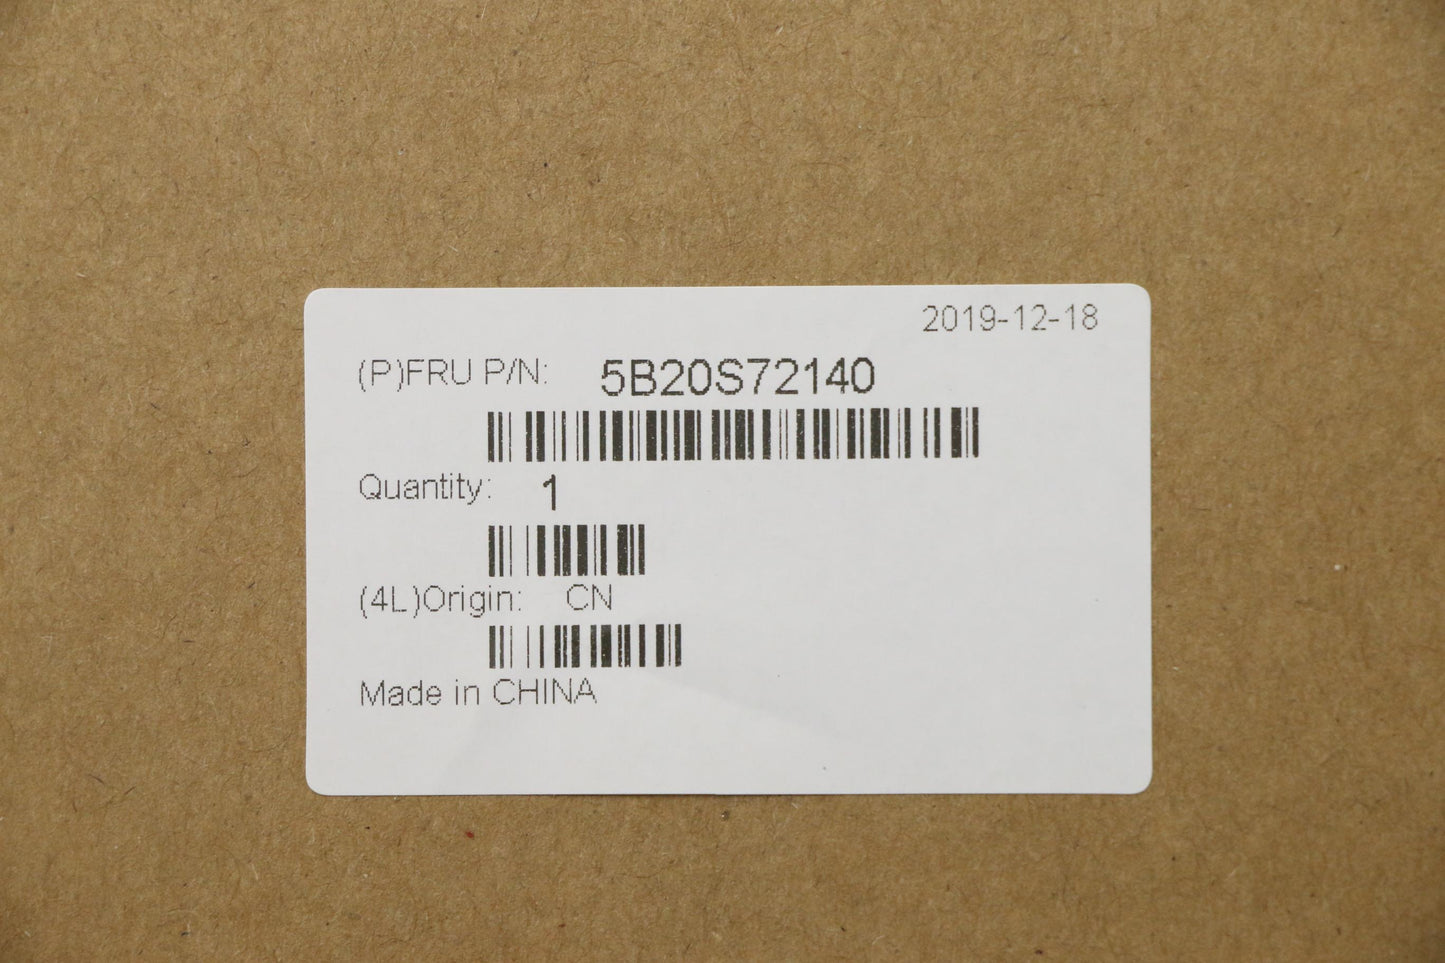 2019-12-18
(P)FRU P/N: 5B20S72140
Quantity: 1
(4L)Origin: CN
Made in CHINA